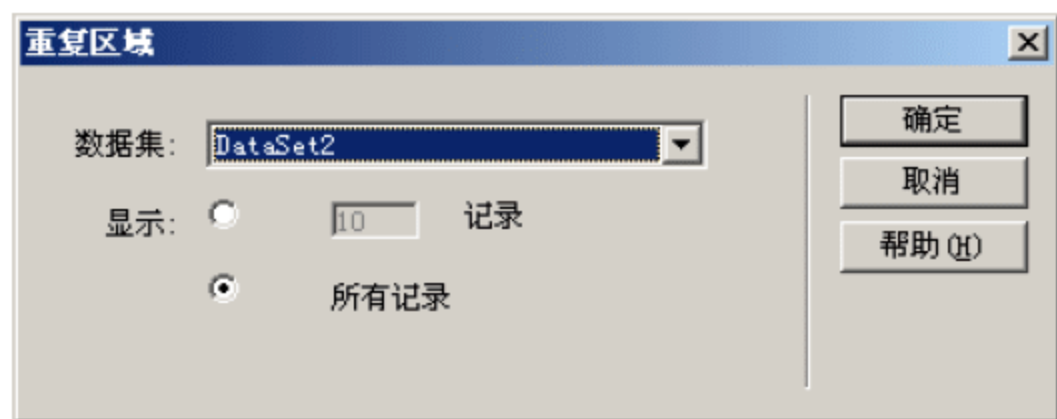 重复区域
数据集: DataSet2
确定
取消
显示: 10 记录
帮助(H)
所有记录